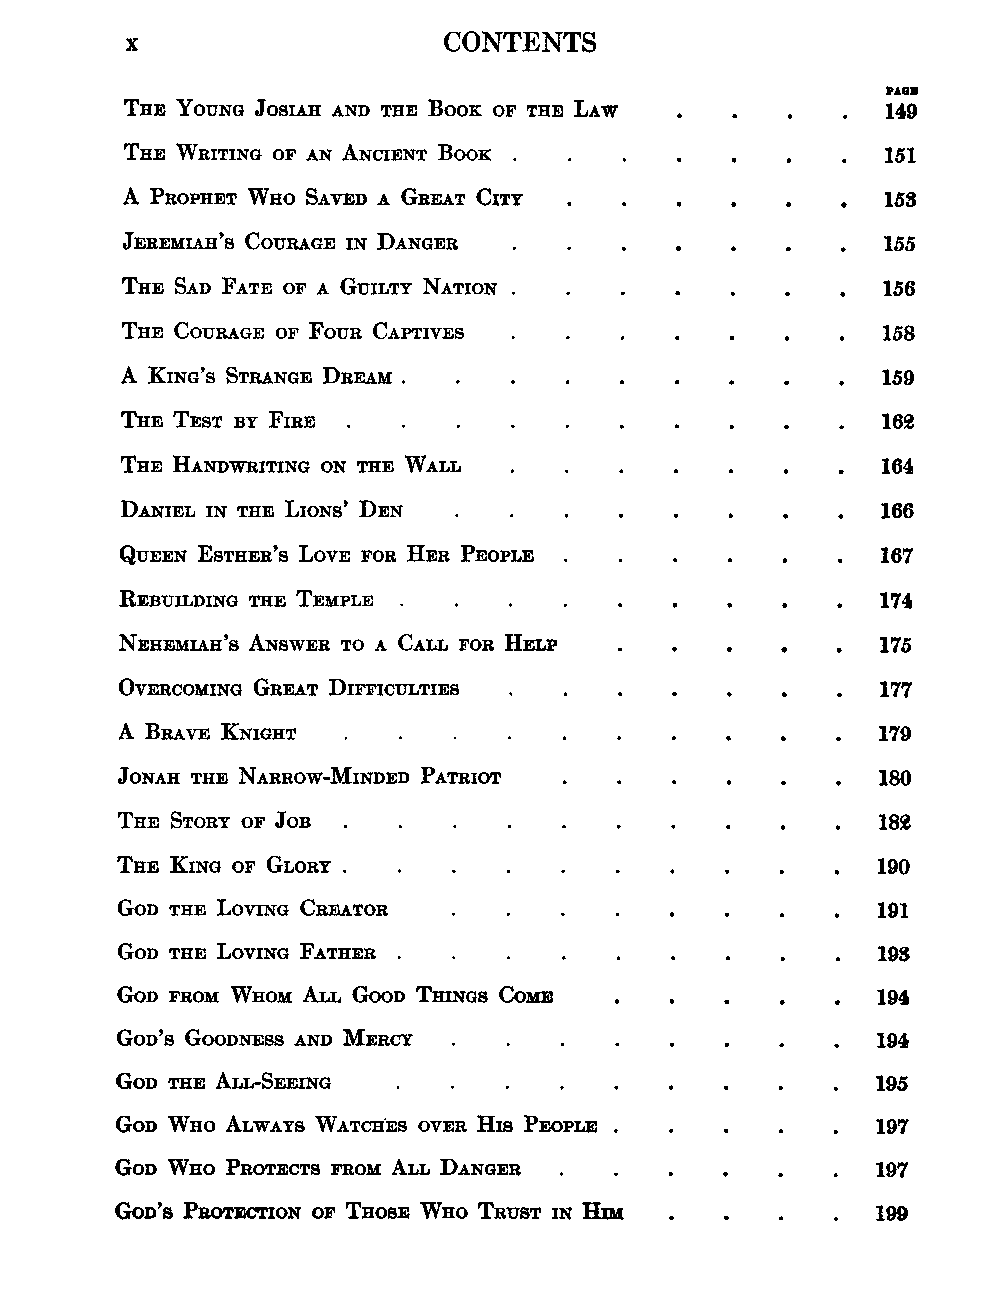 x CONTENTS
PAGE
The Young Josiah and the Book of the Law . . . . 149
The Writing of an Ancient Book . . . . . . . 151
A Prophet Who Saved a Great City . . . . . . 153
Jeremiah's Courage in Danger . . . . . . . 155
The Sad Fate of a Guilty Nation . . . . . . . 156
The Courage of Four Captives . . . . . . . 158
A King's Strange Dream . . . . . . . . . 159
The Test by Fire . . . . . . . . . . 162
The Handwriting on the Wall . . . . . . . 164
Daniel in the Lions' Den . . . . . . . . 166
Queen Esther's Love for Her People . . . . . . 167
Rebuilding the Temple . . . . . . . . . 174
Nehemiah's Answer to a Call for Help . . . . . 175
Overcoming Great Difficulties . . . . . . . 177
A Brave Knight . . . . . . . . . . 179
Jonah the Narrow-Minded Patriot . . . . . . 180
The Story of Job . . . . . . . . . . 182
The King of Glory . . . . . . . . . . 190
God the Loving Creator . . . . . . . . 191
God the Loving Father . . . . . . . . . 193
God from Whom All Good Things Come . . . . . 194
God's Goodness and Mercy . . . . . . . . 194
God the All-Seeing . . . . . . . . . 195
God Who Always Watches over His People . . . . . 197
God Who Protects from All Danger . . . . . . 197
God's Protection of Those Who Trust in Him . . . . 199